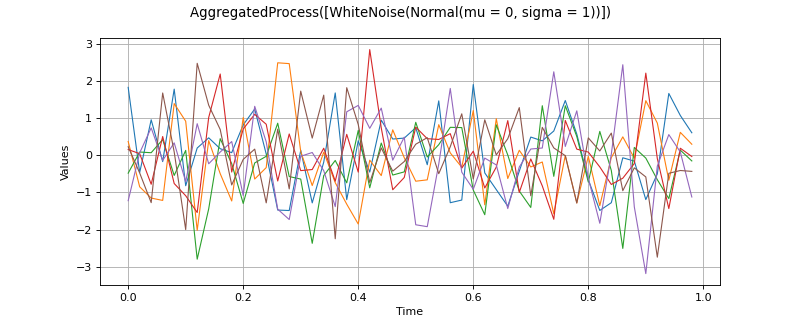 AggregatedProcess([WhiteNoise(Normal(mu = 0, sigma = 1))])
Values
3
2
1
0
−1
−2
−3
0.0 0.2 0.4 0.6 0.8 1.0
Time